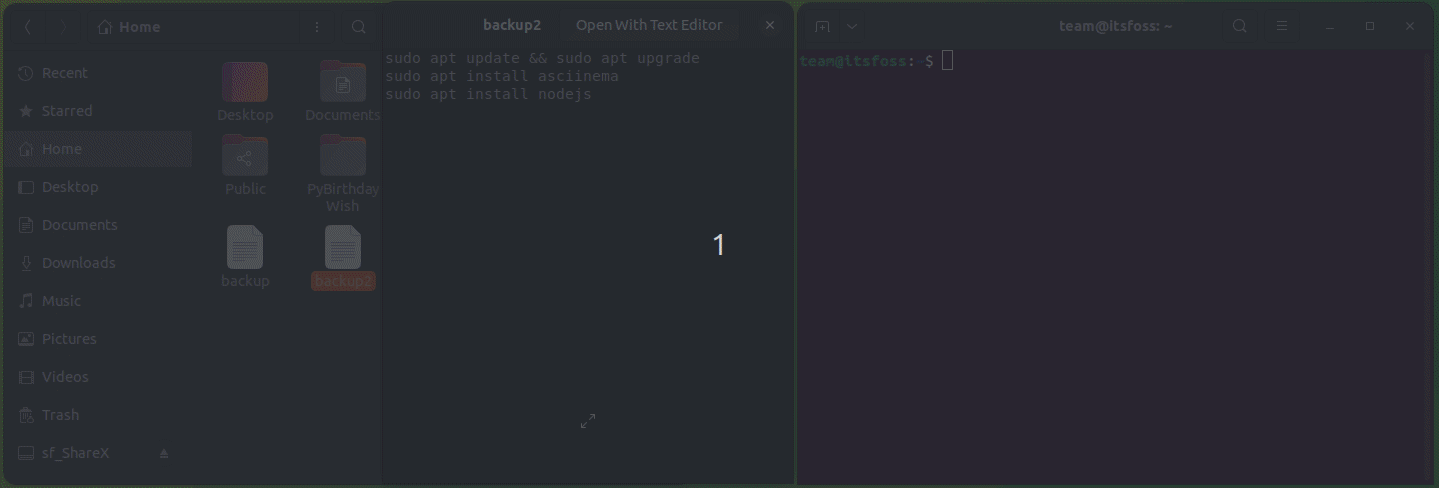 Home
backup2
Open With Text Editor
team@itsfoss: ~
Recent
Starred
Home
Desktop
Documents
Downloads
Music
Pictures
Videos
Trash
sf_ShareX
Desktop
Documents
Public
PyBirthday
Wish
backup
backup2
sudo apt update && sudo apt upgrade
sudo apt install asciinema
sudo apt install nodejs
1
team@itsfoss:~$